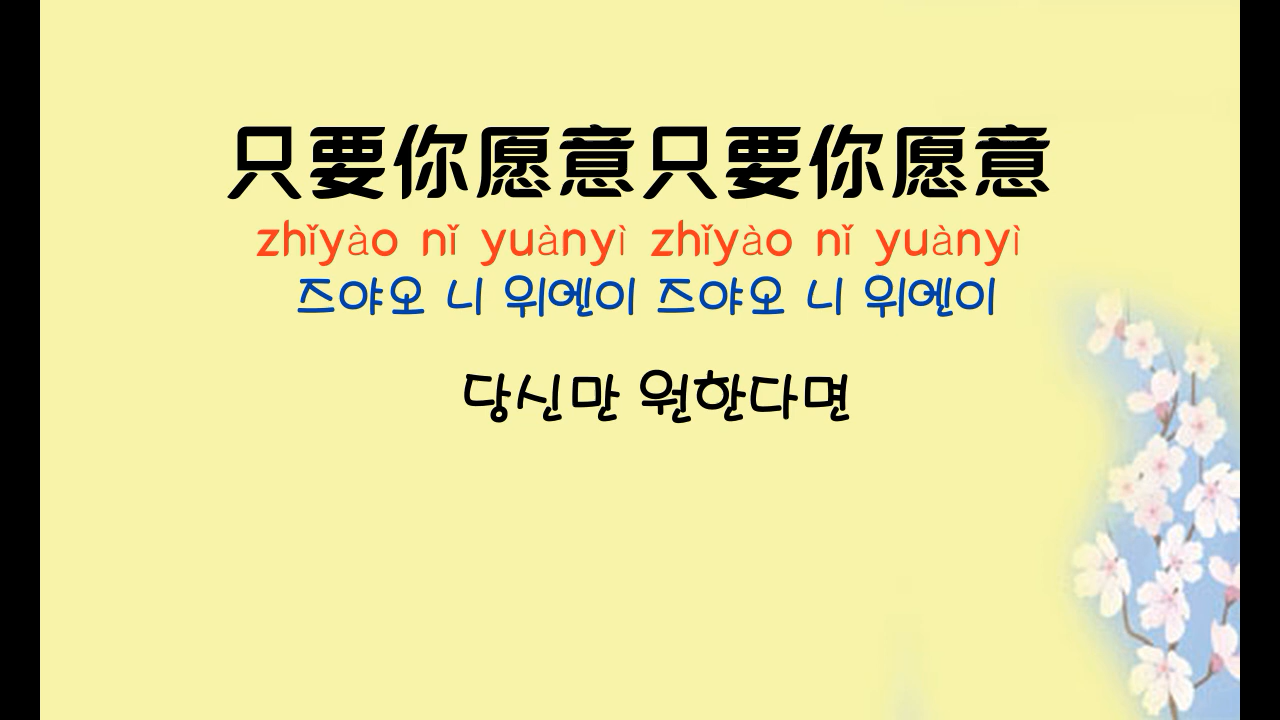 只要你愿意只要你愿意
zhǐyào nǐ yuànyì zhǐyào nǐ yuànyì
즈야오 니 위엔이 즈야오 니 위엔이
당신만 원한다면